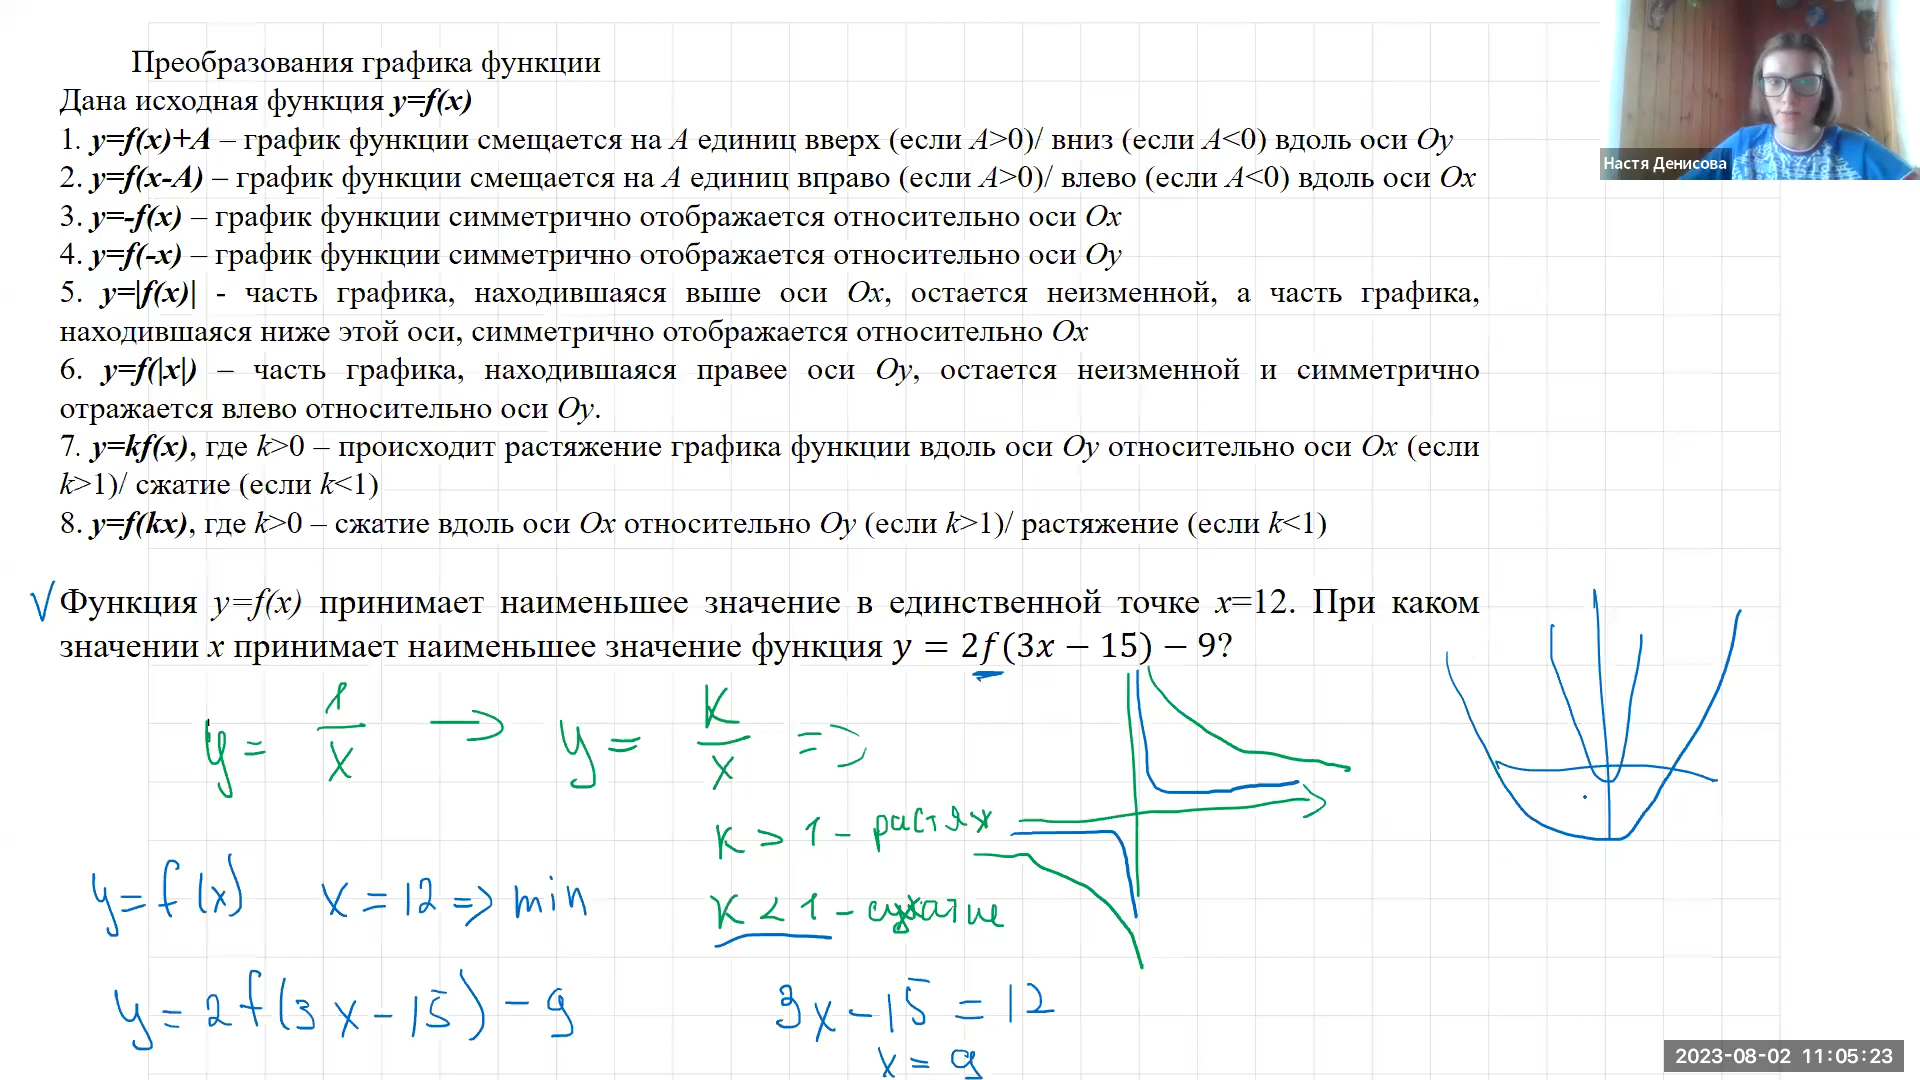 Преобразования графика функции
Дана исходная функция y=f(x)
1. y=f(x)+A – график функции смещается на A единиц вверх (если A>0)/ вниз (если A<0) вдоль оси Oy
2. y=f(x-A) – график функции смещается на A единиц вправо (если A>0)/ влево (если A<0) вдоль оси Ox
3. y=-f(x) – график функции симметрично отображается относительно оси Ox
4. y=f(-x) – график функции симметрично отображается относительно оси Oy
5. y=|f(x)| - часть графика, находившаяся выше оси Ox, остается неизменной, а часть графика,
находившаяся ниже этой оси, симметрично отображается относительно Ox
6. y=f(|x|) – часть графика, находившаяся правее оси Oy, остается неизменной и симметрично
отражается влево относительно оси Oy.
7. y=kf(x), где k>0 – происходит растяжение графика функции вдоль оси Oy относительно оси Ox (если
k>1)/ сжатие (если k<1)
8. y=f(kx), где k>0 – сжатие вдоль оси Ox относительно Oy (если k>1)/ растяжение (если k<1)
Функция y=f(x) принимает наименьшее значение в единственной точке x=12. При каком
значении x принимает наименьшее значение функция y = 2f(3x − 15) − 9?
y = 1/x → y = k/x =>
k > 1 - растяж
k < 1 - сжатие
y = f(x) x = 12 => min
y = 2f(3x - 15) - 9
3x - 15 = 12
x = 9
Настя Денисова
2023-08-02 11:05:23